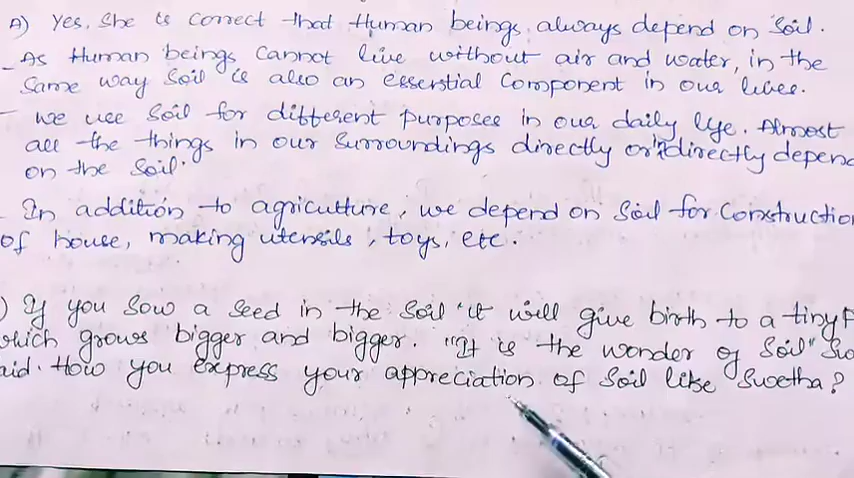 A) Yes, She is correct that Human beings always depend on Soil.
- As Human beings cannot live without air and water, in the
Same way Soil is also an essential Component in our lives.
- we use Soil for different purposes in our daily life. Almost
all the things in our Surroundings directly or indirectly depend
on the Soil.
- In addition to agriculture, we depend on Soil for Construction
of house, making utensils, toys, etc.
) If you Sow a Seed in the Soil "it will give birth to a tiny
which grows bigger and bigger. "It is the wonder of Soil" Sw
aid. How you express your appreciation of Soil like Swetha?